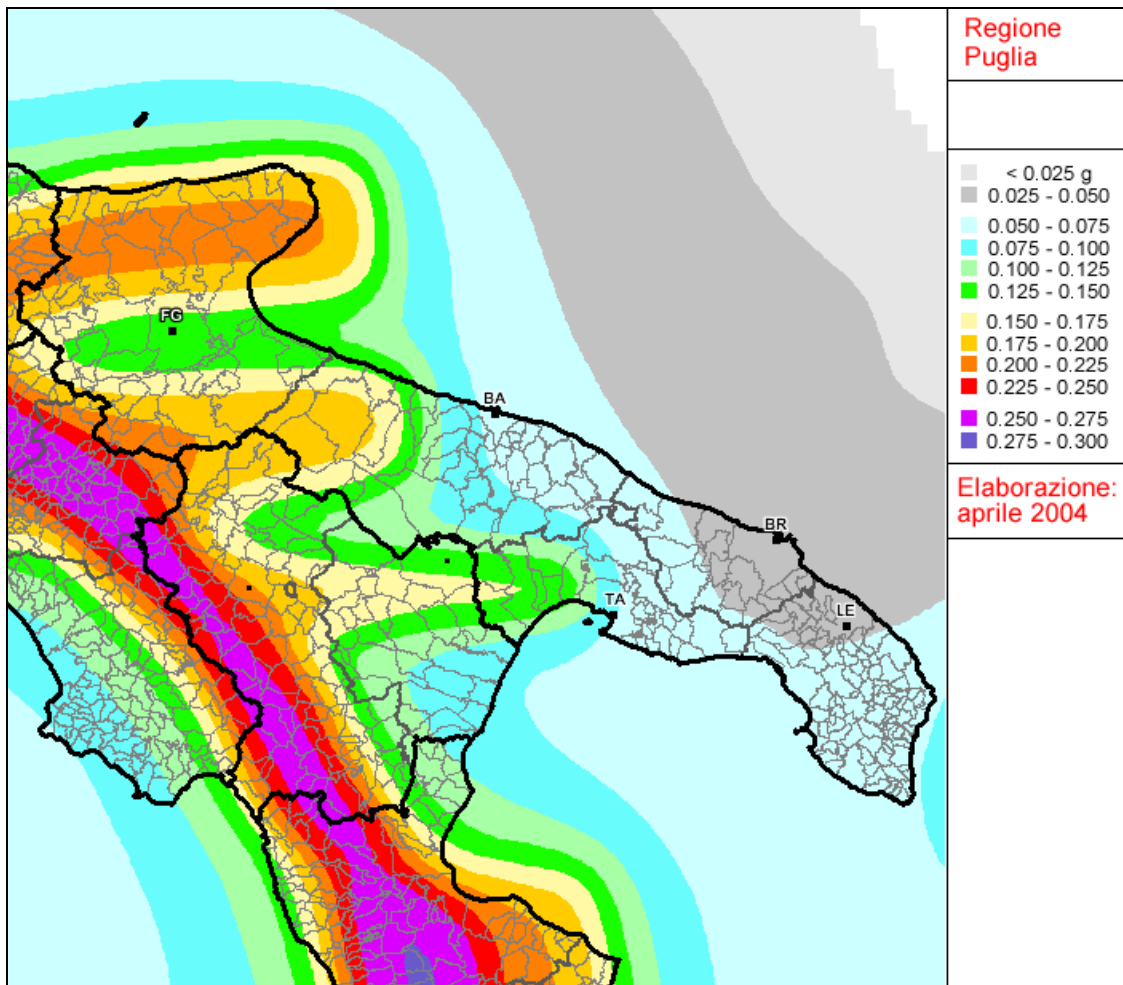 Regione
Puglia
< 0.025 g
0.025 - 0.050
0.050 - 0.075
0.075 - 0.100
0.100 - 0.125
0.125 - 0.150
0.150 - 0.175
0.175 - 0.200
0.200 - 0.225
0.225 - 0.250
0.250 - 0.275
0.275 - 0.300
Elaborazione:
aprile 2004
FG
BA
BR
TA
LE